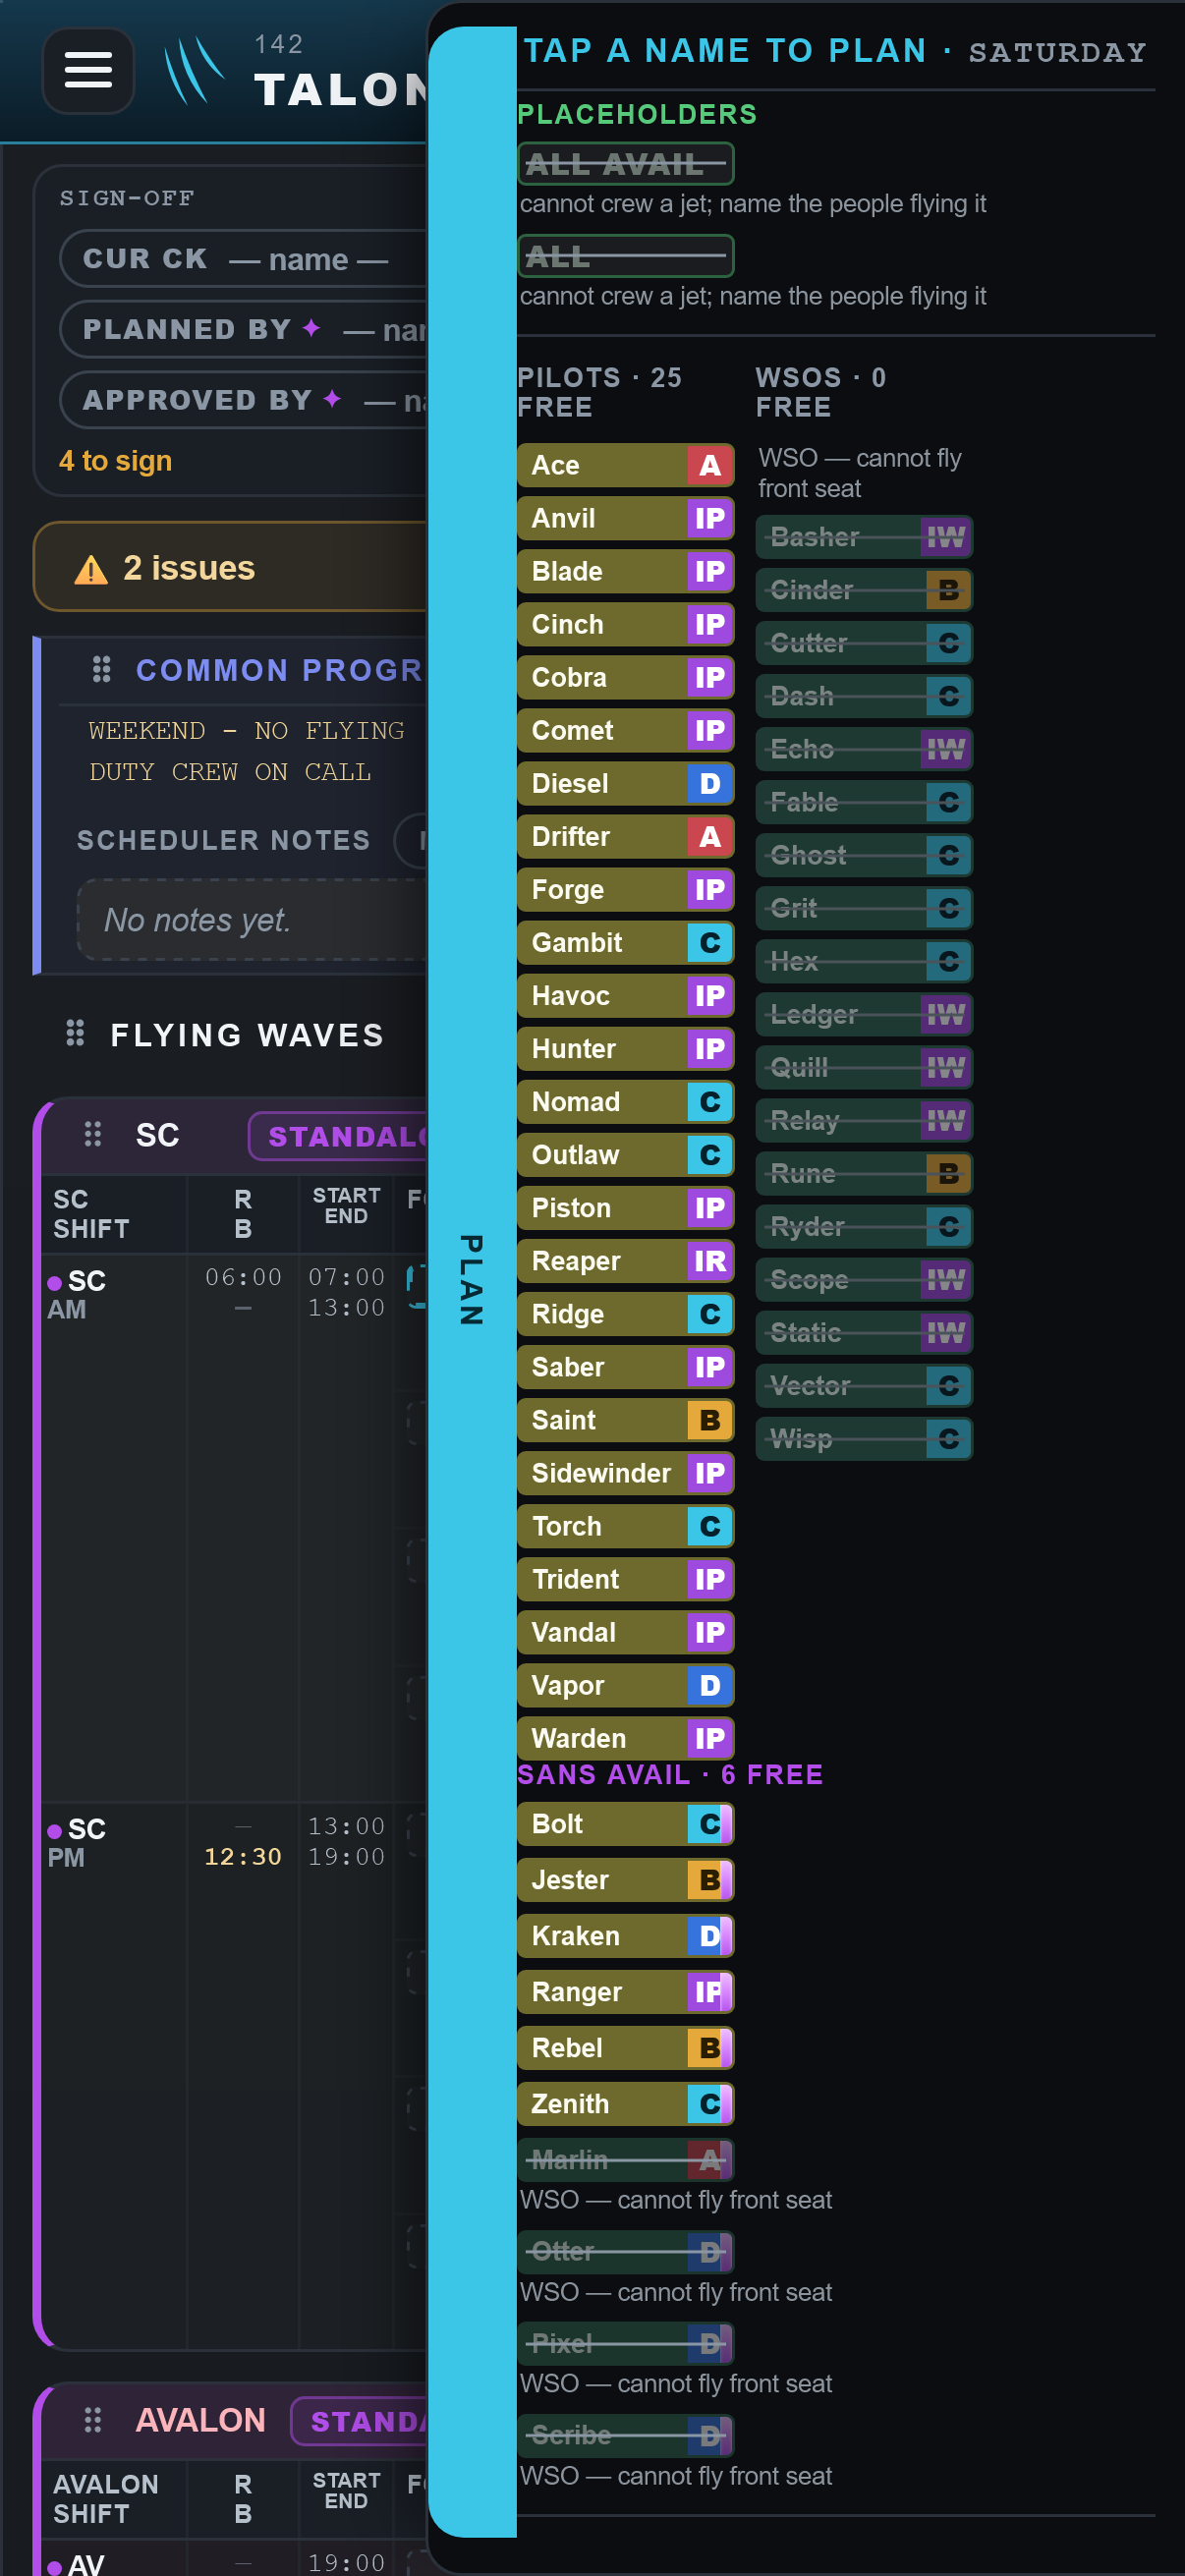 142
TALON
SIGN-OFF
CUR CK — name —
PLANNED BY ✦ —
APPROVED BY ✦ —
4 to sign
⚠ 2 issues
COMMON PROGR
WEEKEND - NO FLYING
DUTY CREW ON CALL
SCHEDULER NOTES
No notes yet.
FLYING WAVES
SC
SC SHIFT
R B
START END
SC AM
06:00 —
07:00 13:00
SC PM
— 12:30
13:00 19:00
AVALON
AVALON SHIFT
R B
START END
AV
—
19:00
PLAN
TAP A NAME TO PLAN · SATURDAY
PLACEHOLDERS
ALL AVAIL
cannot crew a jet; name the people flying it
ALL
cannot crew a jet; name the people flying it
PILOTS · 25 FREE
Ace A
Anvil IP
Blade IP
Cinch IP
Cobra IP
Comet IP
Diesel D
Drifter A
Forge IP
Gambit C
Havoc IP
Hunter IP
Nomad C
Outlaw C
Piston IP
Reaper IR
Ridge C
Saber IP
Saint B
Sidewinder IP
Torch C
Trident IP
Vandal IP
Vapor D
Warden IP
WSOS · 0 FREE
WSO — cannot fly
front seat
Basher IW
Cinder B
Cutter C
Dash C
Echo IW
Fable C
Ghost C
Grit C
Hex C
Ledger IW
Quill IW
Relay IW
Rune B
Ryder C
Scope IW
Static IW
Vector C
Wisp C
SANS AVAIL · 6 FREE
Bolt C
Jester B
Kraken D
Ranger IP
Rebel B
Zenith C
Marlin A
WSO — cannot fly front seat
Otter D
WSO — cannot fly front seat
Pixel D
WSO — cannot fly front seat
Scribe D
WSO — cannot fly front seat